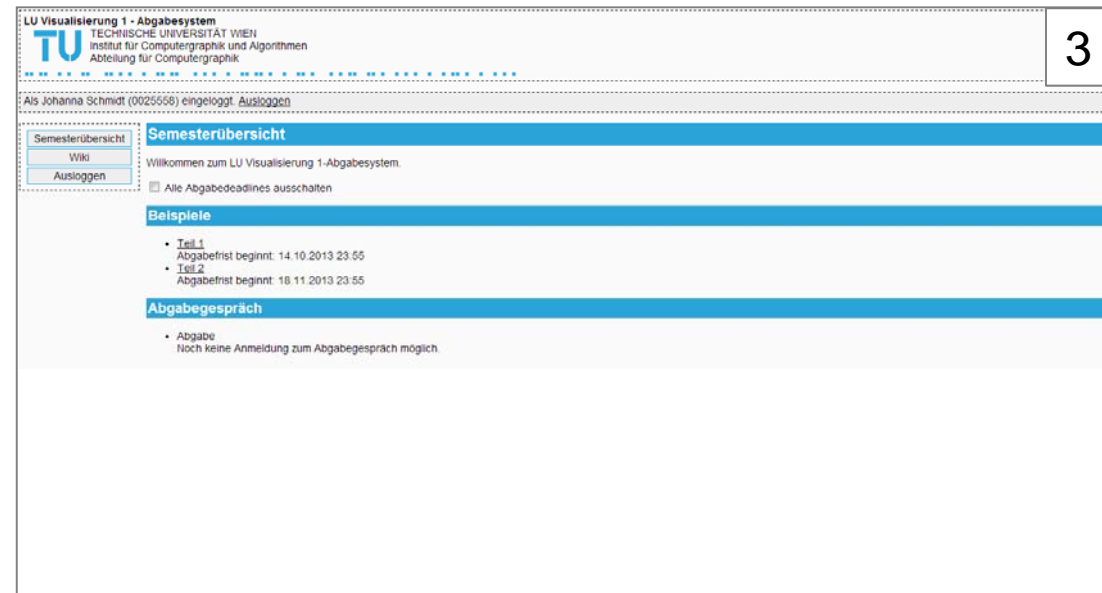 LU Visualisierung 1 - Abgabesystem
TU
TECHNISCHE UNIVERSITÄT WIEN
Institut für Computergraphik und Algorithmen
Abteilung für Computergraphik
3
Als Johanna Schmidt (0025558) eingeloggt. Ausloggen
Semesterübersicht
Wiki
Ausloggen
Semesterübersicht
Willkommen zum LU Visualisierung 1-Abgabesystem.
Alle Abgabedeadlines ausschalten
Beispiele
• Teil 1
Abgabefrist beginnt: 14.10.2013 23:55
• Teil 2
Abgabefrist beginnt: 18.11.2013 23:55
Abgabegespräch
• Abgabe
Noch keine Anmeldung zum Abgabegespräch möglich.